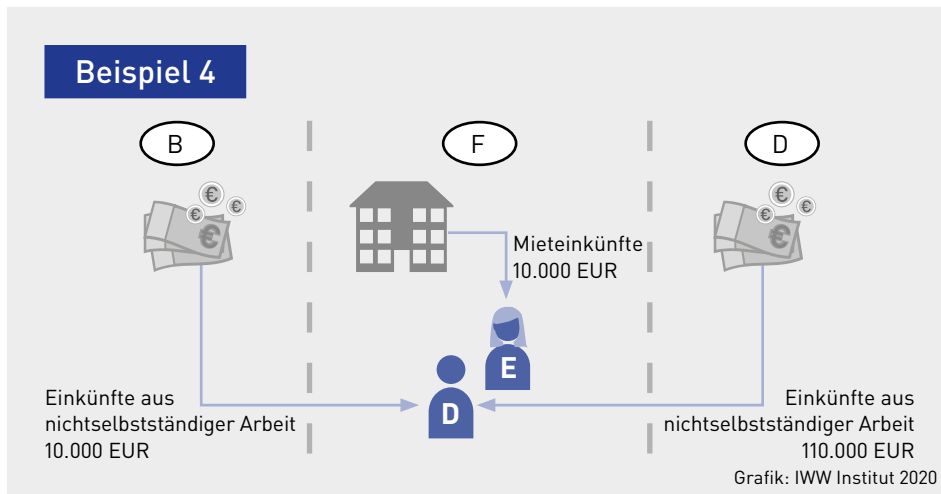 Beispiel 4
B
F
D
€
€
€
€
€
€
€
€
Mieteinkünfte
10.000 EUR
E
D
Einkünfte aus
nichtselbstständiger Arbeit
10.000 EUR
Einkünfte aus
nichtselbstständiger Arbeit
110.000 EUR
Grafik: IWW Institut 2020